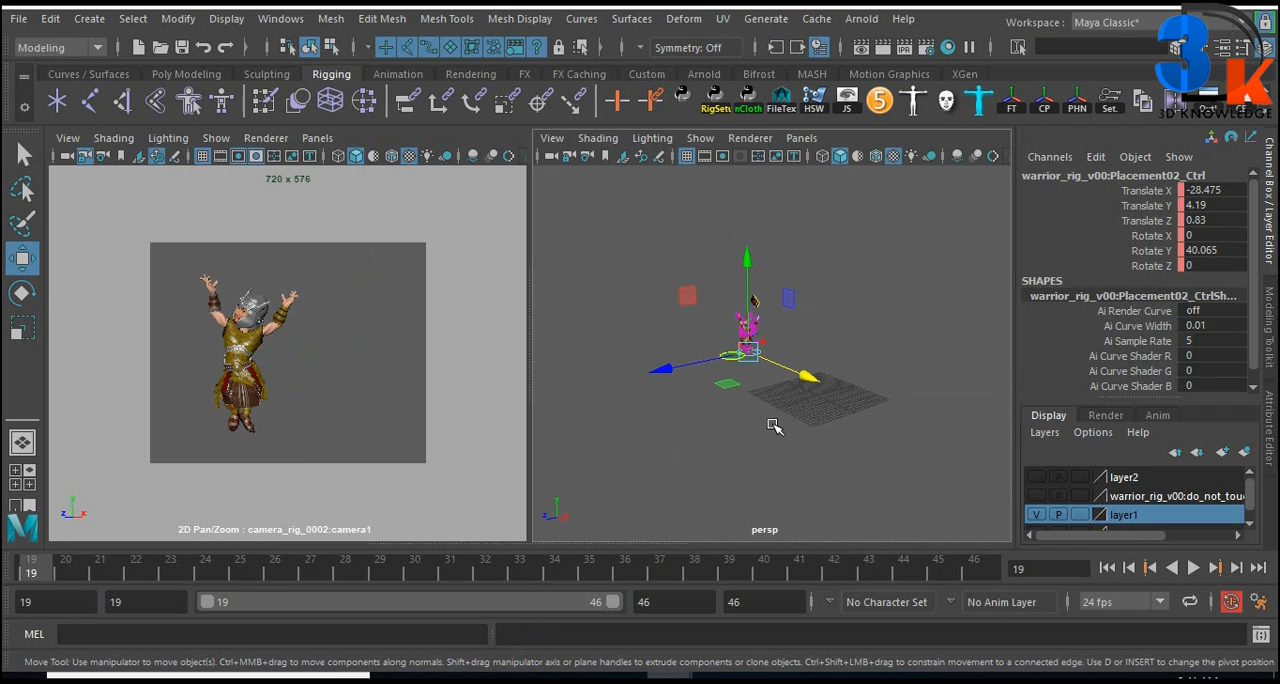 File Edit Create Select Modify Display Windows Mesh Edit Mesh Mesh Tools Mesh Display Curves Surfaces Deform UV Generate Cache Arnold Help
Workspace: Maya Classic*
Modeling
Symmetry: Off
Curves / Surfaces Poly Modeling Sculpting Rigging Animation Rendering FX FX Caching Custom Arnold Bifrost MASH Motion Graphics XGen
RigSet nCloth FileTex HSW JS 5 FT CP PHN Set.
3K
3D KNOWLEDGE
View Shading Lighting Show Renderer Panels
View Shading Lighting Show Renderer Panels
720 x 576
2D Pan/Zoom : camera_rig_0002:camera1
persp
Channels Edit Object Show
warrior_rig_v00:Placement02_Ctrl
Translate X -28.475
Translate Y 4.19
Translate Z 0.83
Rotate X 0
Rotate Y 40.065
Rotate Z 0
SHAPES
warrior_rig_v00:Placement02_CtrlSh...
Ai Render Curve off
Ai Curve Width 0.01
Ai Sample Rate 5
Ai Curve Shader R 0
Ai Curve Shader G 0
Ai Curve Shader B 0
Display Render Anim
Layers Options Help
P layer2
P warrior_rig_v00:do_not_tou
V P layer1
Channel Box / Layer Editor
Modeling Toolkit
Attribute Editor
19 20 21 22 23 24 25 26 27 28 29 30 31 32 33 34 35 36 37 38 39 40 41 42 43 44 45 46
19
19
19 19 19 46 46 46 No Character Set No Anim Layer 24 fps
MEL
Move Tool: Use manipulator to move object(s). Ctrl+MMB+drag to move components along normals. Shift+drag manipulator axis or plane handles to extrude components or clone objects. Ctrl+Shift+LMB+drag to constrain movement to a connected edge. Use D or INSERT to change the pivot position